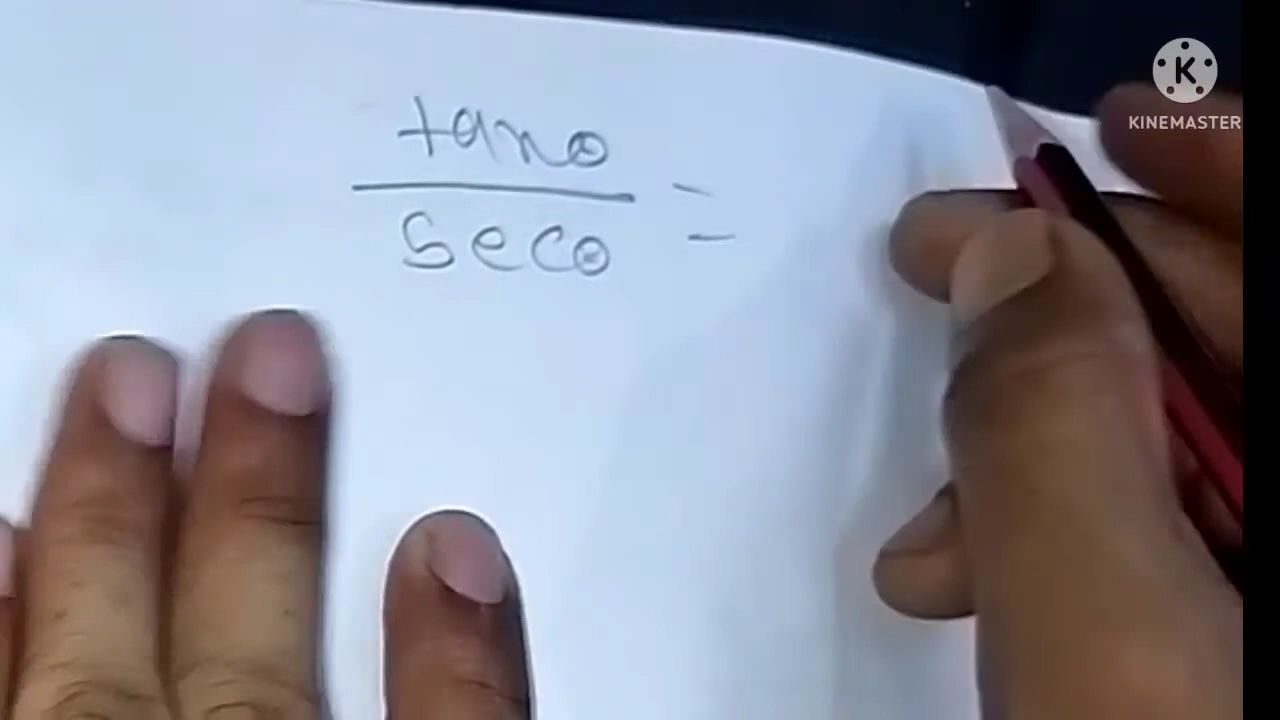 tanθ
secθ =
KINEMASTER